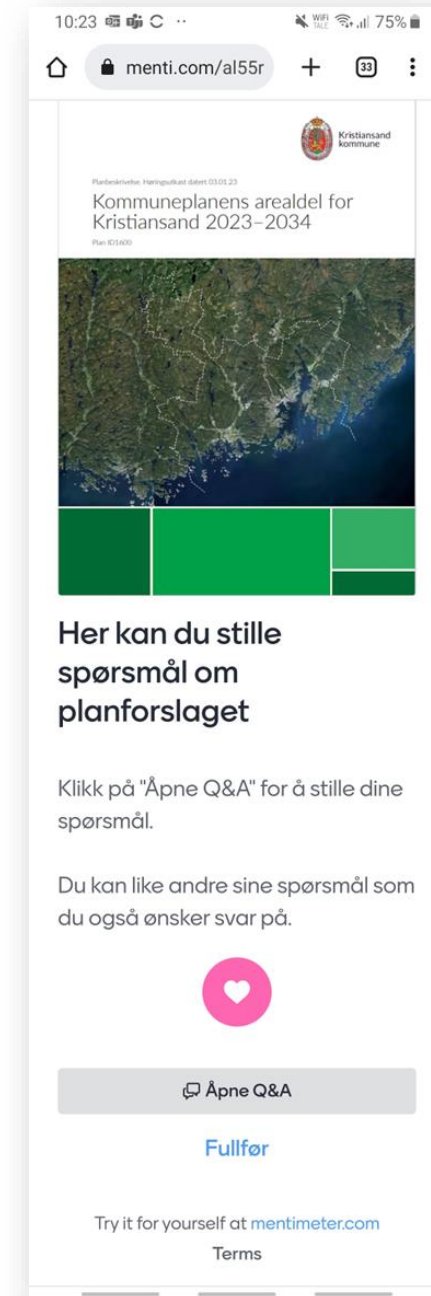 10:23
WiFi
TALE
75%
menti.com/al55r
33
Kristiansand
kommune
Planbeskrivelse. Høringsutkast datert 03.01.23
Kommuneplanens arealdel for
Kristiansand 2023–2034
Plan ID1600
Her kan du stille
spørsmål om
planforslaget
Klikk på "Åpne Q&A" for å stille dine
spørsmål.
Du kan like andre sine spørsmål som
du også ønsker svar på.
Åpne Q&A
Fullfør
Try it for yourself at mentimeter.com
Terms